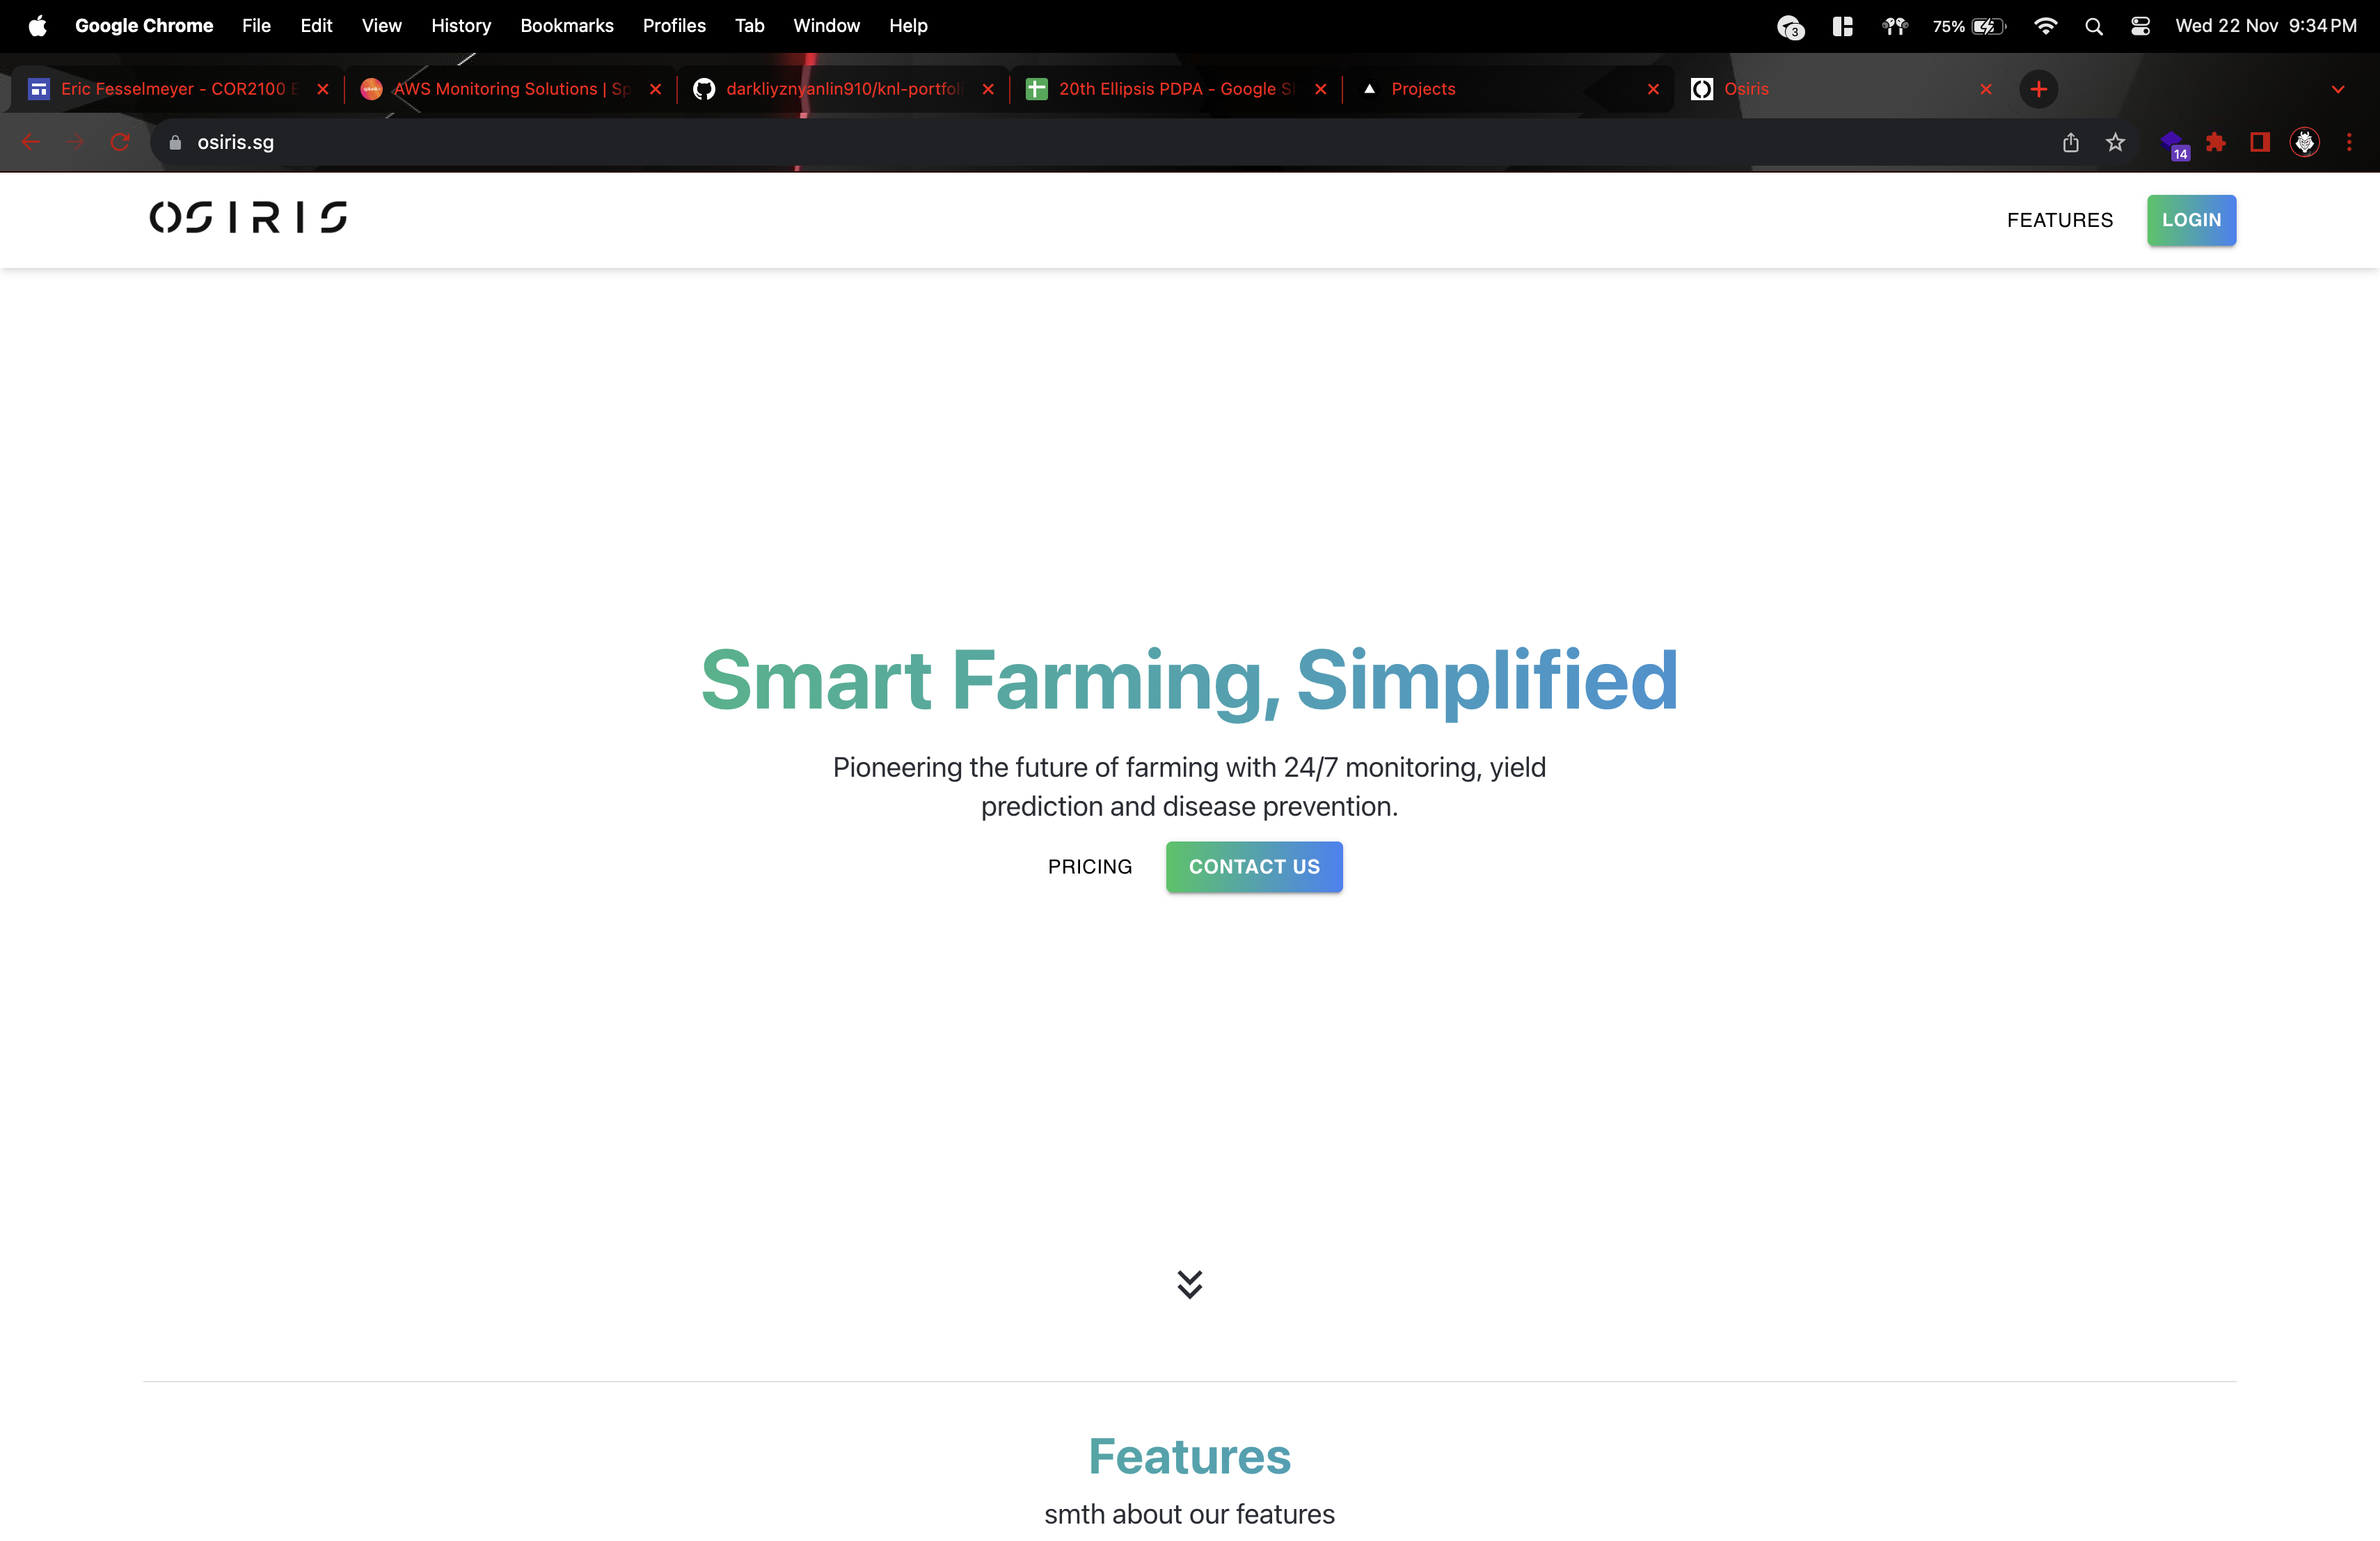 Google Chrome File Edit View History Bookmarks Profiles Tab Window Help 3 75% Wed 22 Nov 9:34 PM
Eric Fesselmeyer - COR2100 E AWS Monitoring Solutions | Sp darkliyznyanlin910/knl-portfoli 20th Ellipsis PDPA - Google Sh Projects Osiris
osiris.sg 14
OSIRIS FEATURES LOGIN
Smart Farming, Simplified
Pioneering the future of farming with 24/7 monitoring, yield
prediction and disease prevention.
PRICING CONTACT US
Features
smth about our features